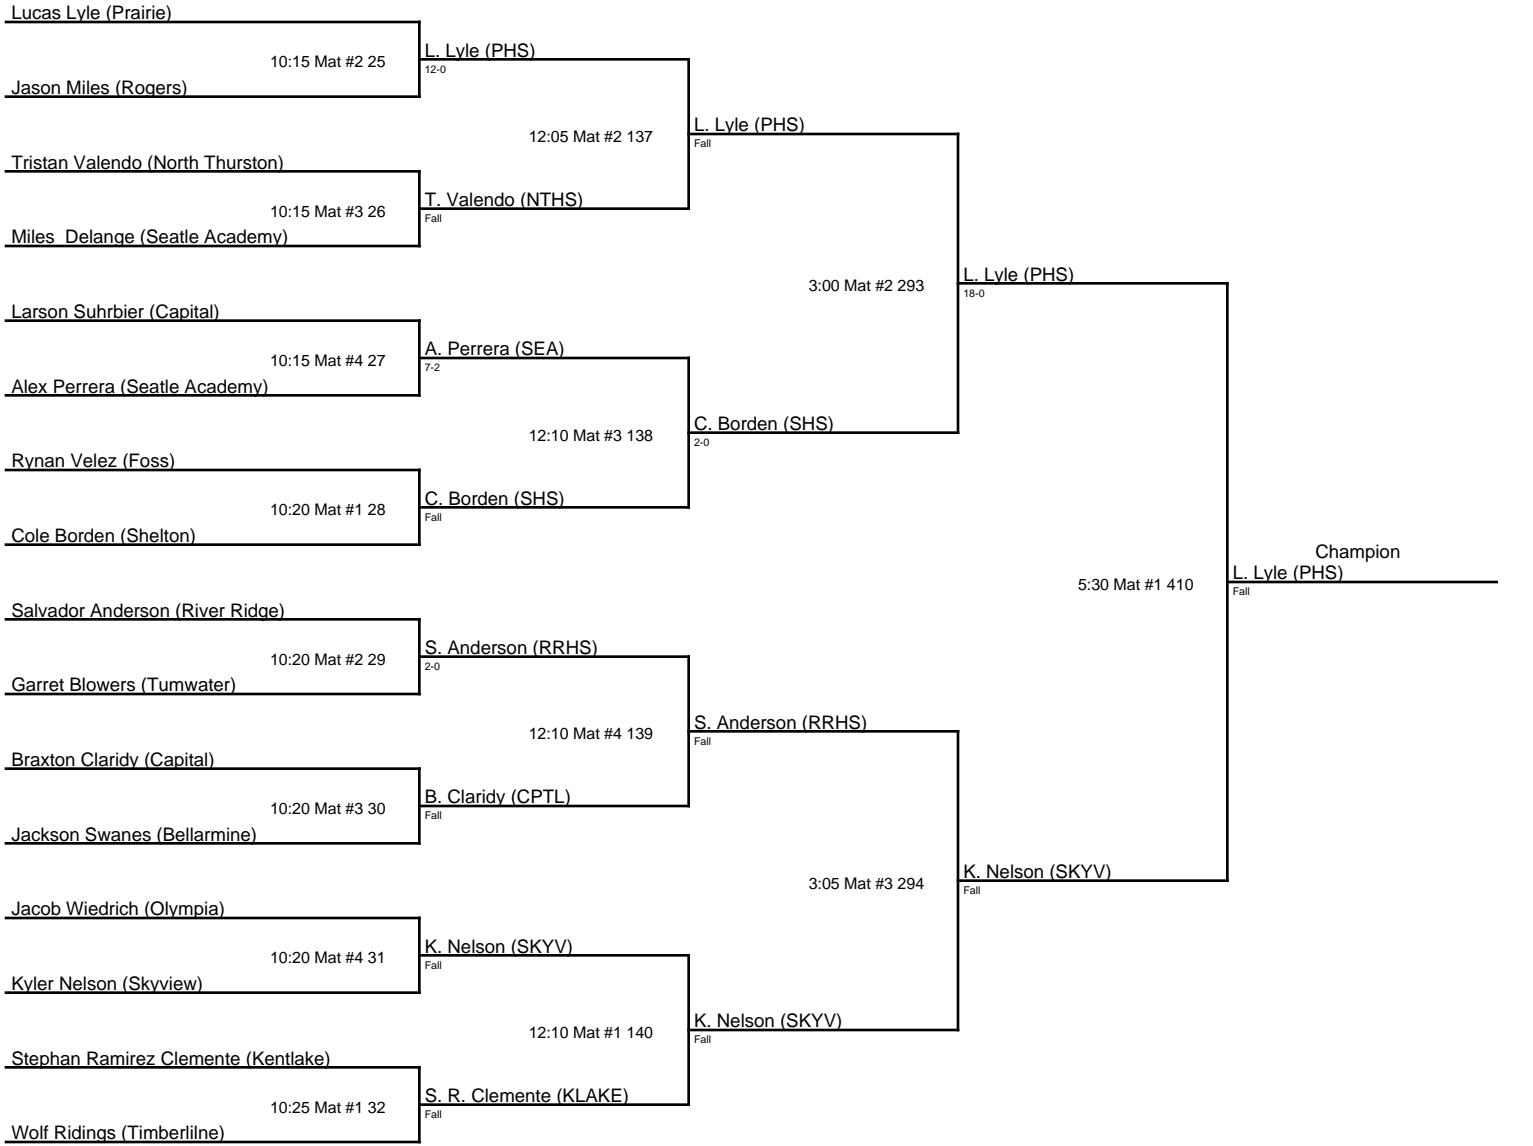 Lucas Lyle (Prairie)
10:15 Mat #2 25
L. Lyle (PHS)
12-0
Jason Miles (Rogers)
12:05 Mat #2 137
L. Lyle (PHS)
Fall
Tristan Valendo (North Thurston)
10:15 Mat #3 26
T. Valendo (NTHS)
Fall
Miles  Delange (Seatle Academy)
3:00 Mat #2 293
L. Lyle (PHS)
18-0
Larson Suhrbier (Capital)
10:15 Mat #4 27
A. Perrera (SEA)
7-2
Alex Perrera (Seatle Academy)
12:10 Mat #3 138
C. Borden (SHS)
2-0
Rynan Velez (Foss)
10:20 Mat #1 28
C. Borden (SHS)
Fall
Cole Borden (Shelton)
5:30 Mat #1 410
Champion
L. Lyle (PHS)
Fall
Salvador Anderson (River Ridge)
10:20 Mat #2 29
S. Anderson (RRHS)
2-0
Garret Blowers (Tumwater)
12:10 Mat #4 139
S. Anderson (RRHS)
Fall
Braxton Claridy (Capital)
10:20 Mat #3 30
B. Claridy (CPTL)
Fall
Jackson Swanes (Bellarmine)
3:05 Mat #3 294
K. Nelson (SKYV)
Fall
Jacob Wiedrich (Olympia)
10:20 Mat #4 31
K. Nelson (SKYV)
Fall
Kyler Nelson (Skyview)
12:10 Mat #1 140
K. Nelson (SKYV)
Fall
Stephan Ramirez Clemente (Kentlake)
10:25 Mat #1 32
S. R. Clemente (KLAKE)
Fall
Wolf Ridings (Timberlilne)